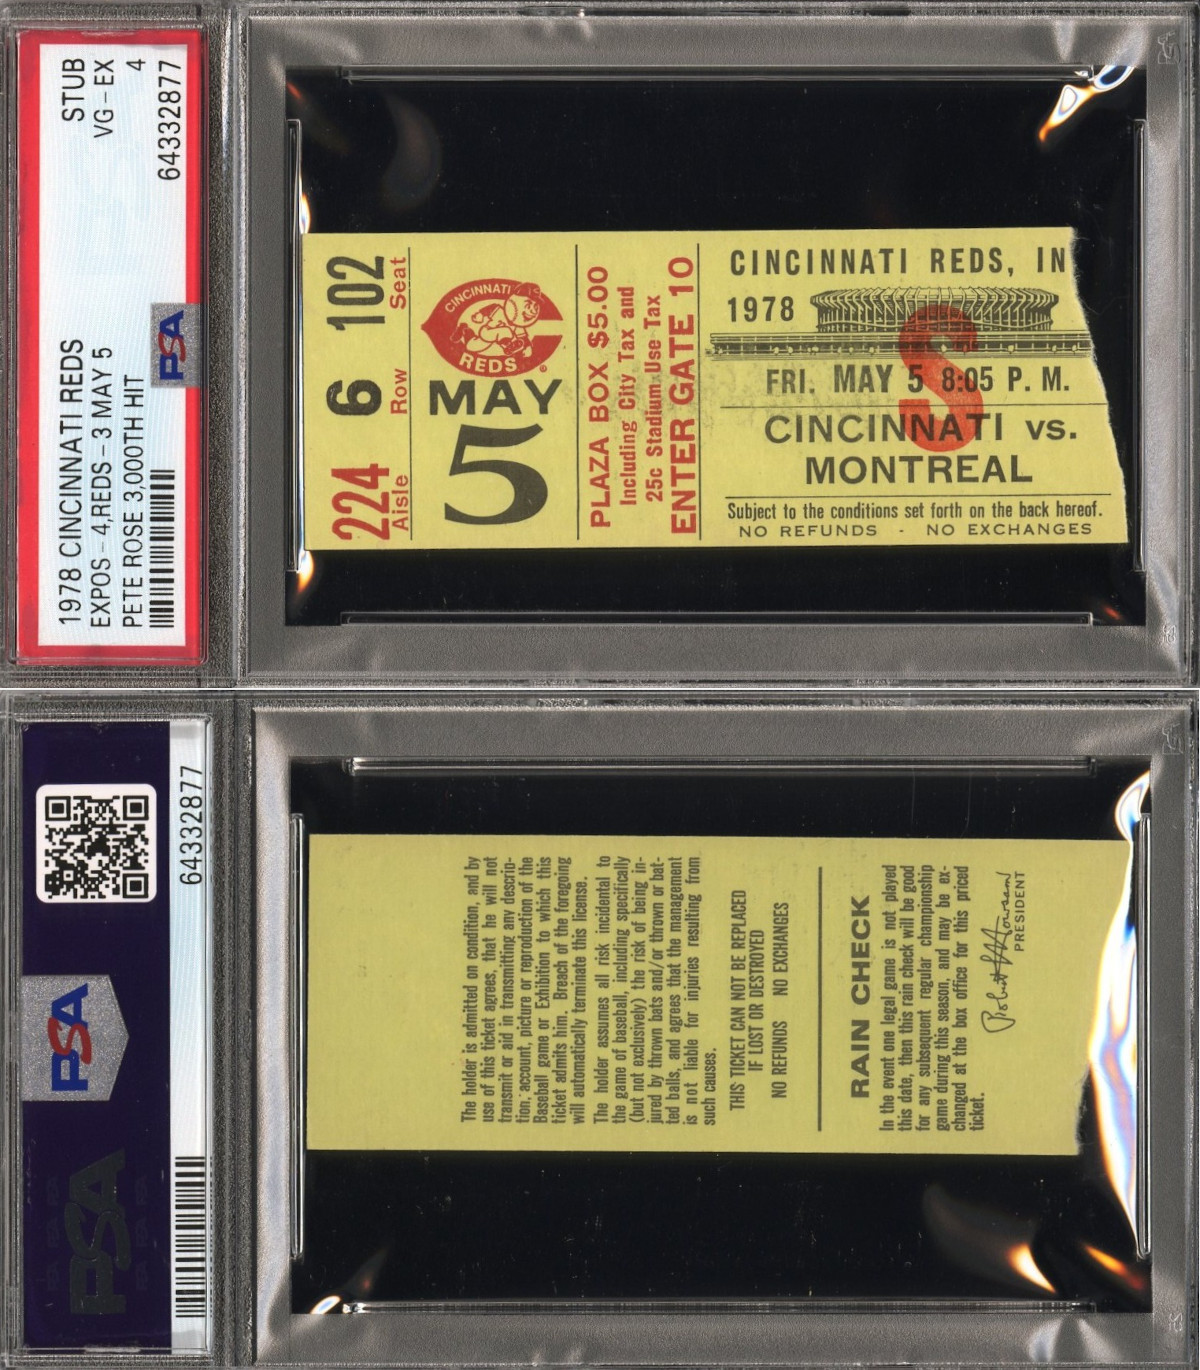 1978 CINCINNATI REDS
STUB
EXPOS - 4,REDS - 3 MAY 5
VG - EX
PETE ROSE 3,000TH HIT
4
64332877
PSA
224 6 102
Aisle Row Seat
CINCINNATI
REDS
MAY
5
PLAZA BOX $5.00
Including City Tax and
25c Stadium Use Tax
ENTER GATE 10
CINCINNATI REDS, IN
1978
S
FRI. MAY 5 8:05 P. M.
CINCINNATI vs.
MONTREAL
Subject to the conditions set forth on the back hereof.
NO REFUNDS - NO EXCHANGES
64332877
PSA
PSA
The holder is admitted on condition, and by
use of this ticket agrees, that he will not
transmit or aid in transmitting any descrip-
tion, account, picture or reproduction of the
Baseball game or Exhibition to which this
ticket admits him. Breach of the foregoing
will automatically terminate this license.
The holder assumes all risk incidental to
the game of baseball, including specifically
(but not exclusively) the risk of being in-
jured by thrown bats and/or thrown or bat-
ted balls, and agrees that the management
is not liable for injuries resulting from
such causes.
THIS TICKET CAN NOT BE REPLACED
IF LOST OR DESTROYED
NO REFUNDS NO EXCHANGES
RAIN CHECK
In the event one legal game is not played
this date, then this rain check will be good
for any subsequent regular championship
game during this season, and may be ex-
changed at the box office for this priced
ticket.
Robert L Howsam
PRESIDENT